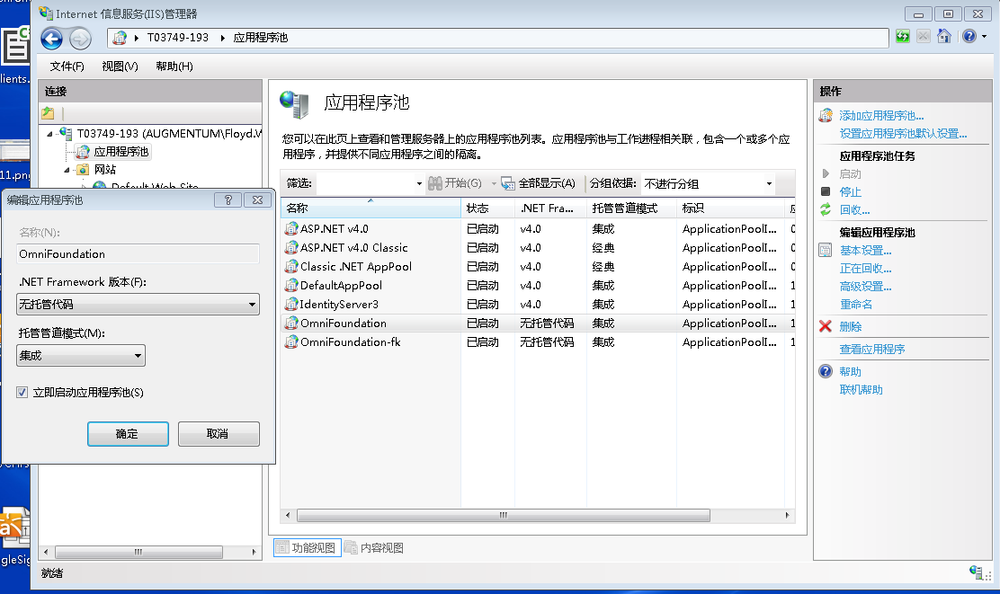 Internet 信息服务(IIS)管理器
T03749-193
应用程序池
文件(F)
视图(V)
帮助(H)
连接
T03749-193 (AUGMENTUM\Floyd.W
应用程序池
网站
Default Web Site
编辑应用程序池
名称(N):
OmniFoundation
.NET Framework 版本(F):
无托管代码
托管管道模式(M):
集成
立即启动应用程序池(S)
确定
取消
应用程序池
您可以在此页上查看和管理服务器上的应用程序池列表。应用程序池与工作进程相关联，包含一个或多个应
用程序，并提供不同应用程序之间的隔离。
筛选:
开始(G)
全部显示(A)
分组依据:
不进行分组
名称 状态 .NET Fra... 托管管道模式 标识
ASP.NET v4.0 已启动 v4.0 集成 ApplicationPoolI...
ASP.NET v4.0 Classic 已启动 v4.0 经典 ApplicationPoolI...
Classic .NET AppPool 已启动 v4.0 经典 ApplicationPoolI...
DefaultAppPool 已启动 v4.0 集成 ApplicationPoolI...
IdentityServer3 已启动 v4.0 集成 ApplicationPoolI...
OmniFoundation 已启动 无托管代码 集成 ApplicationPoolI...
OmniFoundation-fk 已启动 无托管代码 集成 ApplicationPoolI...
功能视图
内容视图
操作
添加应用程序池...
设置应用程序池默认设置...
应用程序池任务
启动
停止
回收...
编辑应用程序池
基本设置...
正在回收...
高级设置...
重命名
删除
查看应用程序
帮助
联机帮助
就绪
lients.
11.png
gleSig